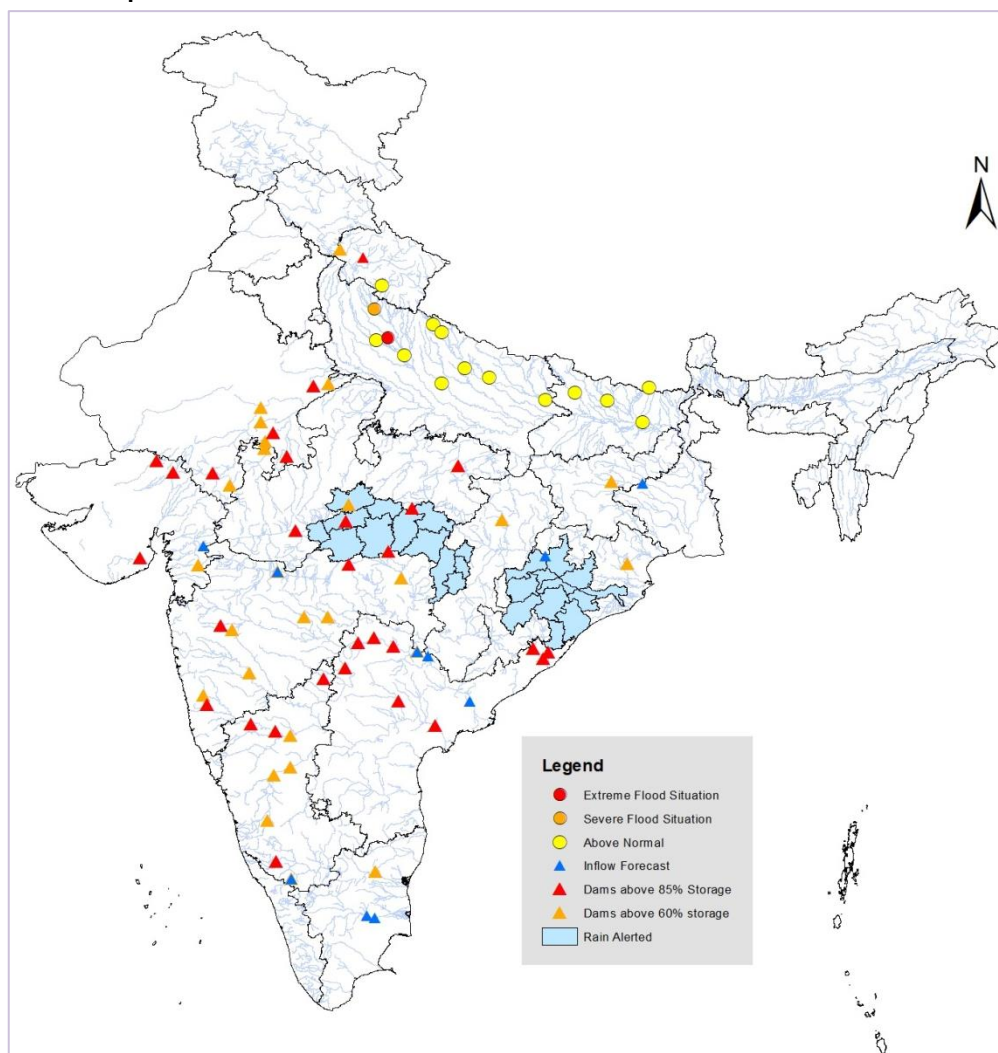 N
Legend
Extreme Flood Situation
Severe Flood Situation
Above Normal
Inflow Forecast
Dams above 85% Storage
Dams above 60% storage
Rain Alerted